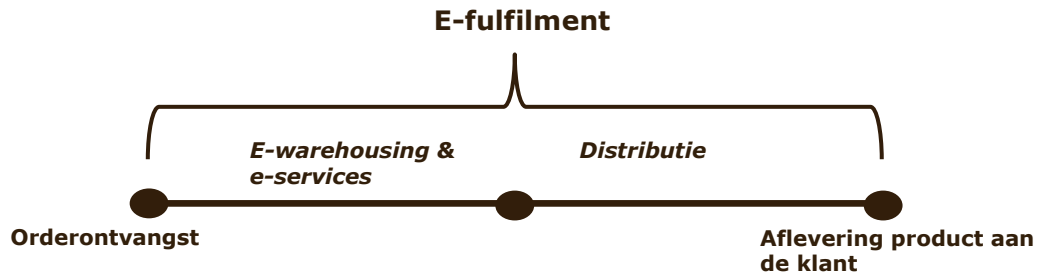 E-fulfilment
E-warehousing &
e-services
Distributie
Orderontvangst
Aflevering product aan
de klant